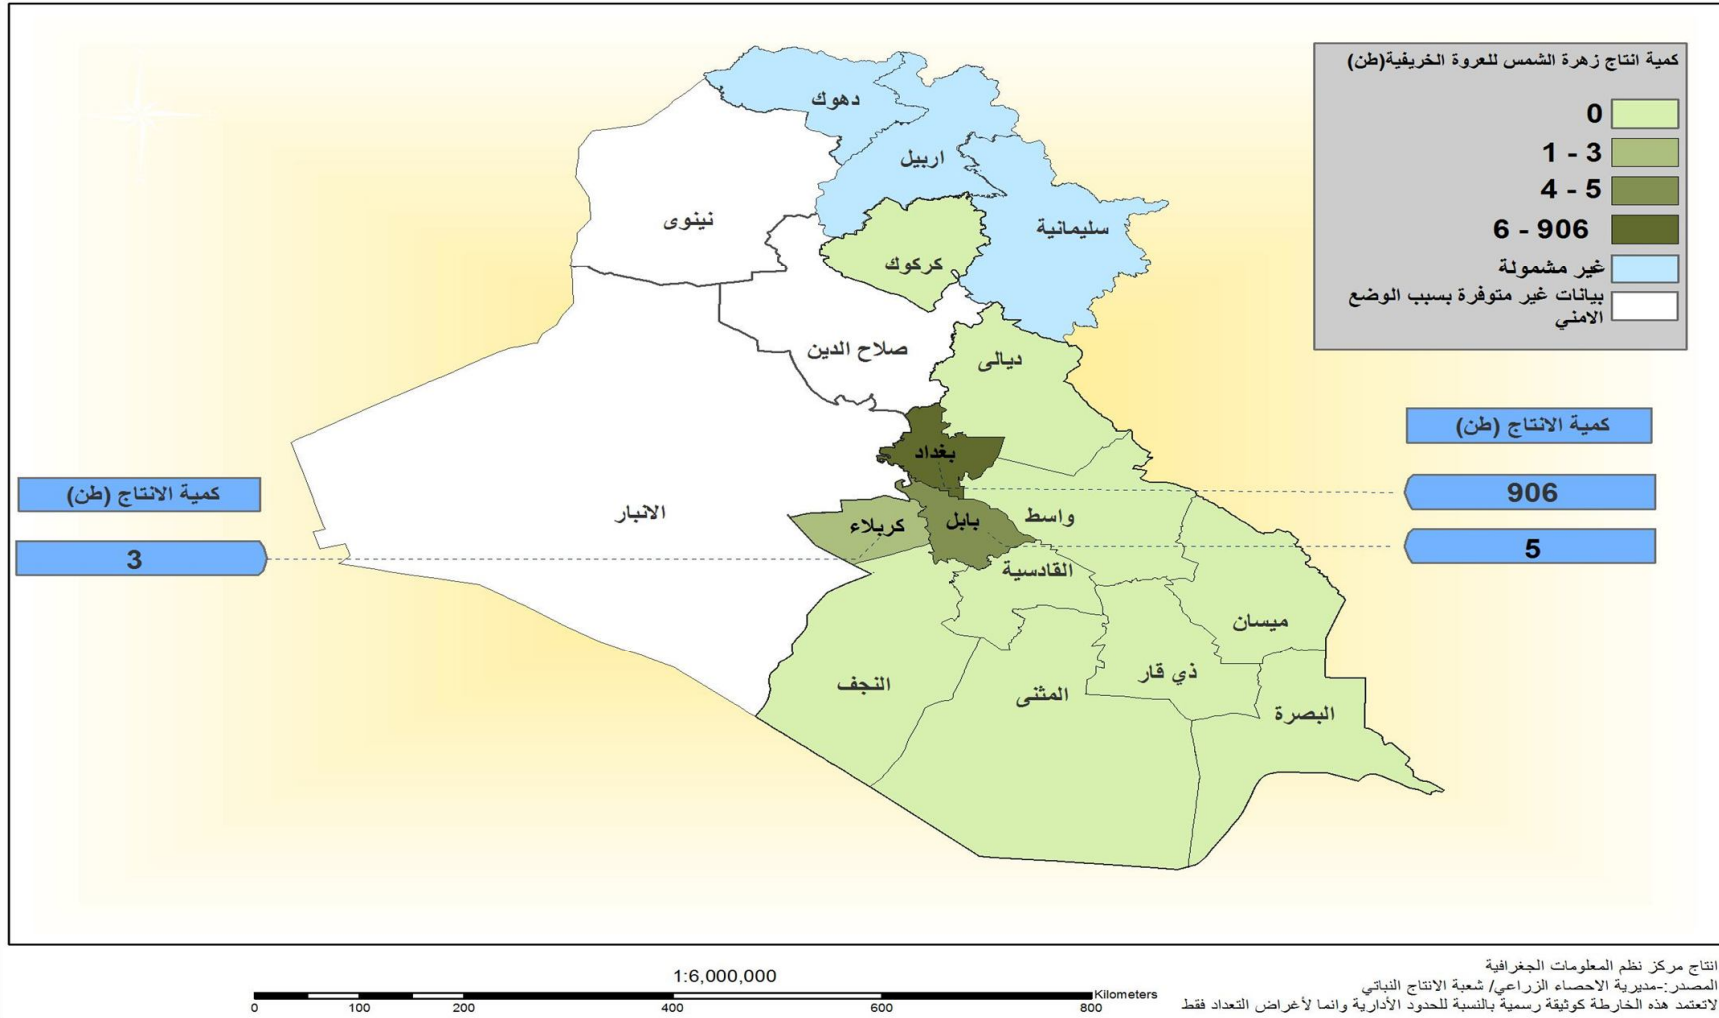 كمية انتاج زهرة الشمس للعروة الخريفية(طن)
0
1 - 3
4 - 5
6 - 906
غير مشمولة
بيانات غير متوفرة بسبب الوضع
الامني
دهوك
اربيل
نينوى
سليمانية
كركوك
صلاح الدين
ديالى
بغداد
كمية الانتاج (طن)
906
5
كمية الانتاج (طن)
3
الانبار
كربلاء
بابل
واسط
القادسية
ميسان
النجف
المثنى
ذي قار
البصرة
انتاج مركز نظم المعلومات الجغرافية
المصدر:-مديرية الاحصاء الزراعي/ شعبة الانتاج النباتي
لاتعتمد هذه الخارطة كوثيقة رسمية بالنسبة للحدود الأدارية وانما لأغراض التعداد فقط
1:6,000,000
Kilometers
0 100 200 400 600 800